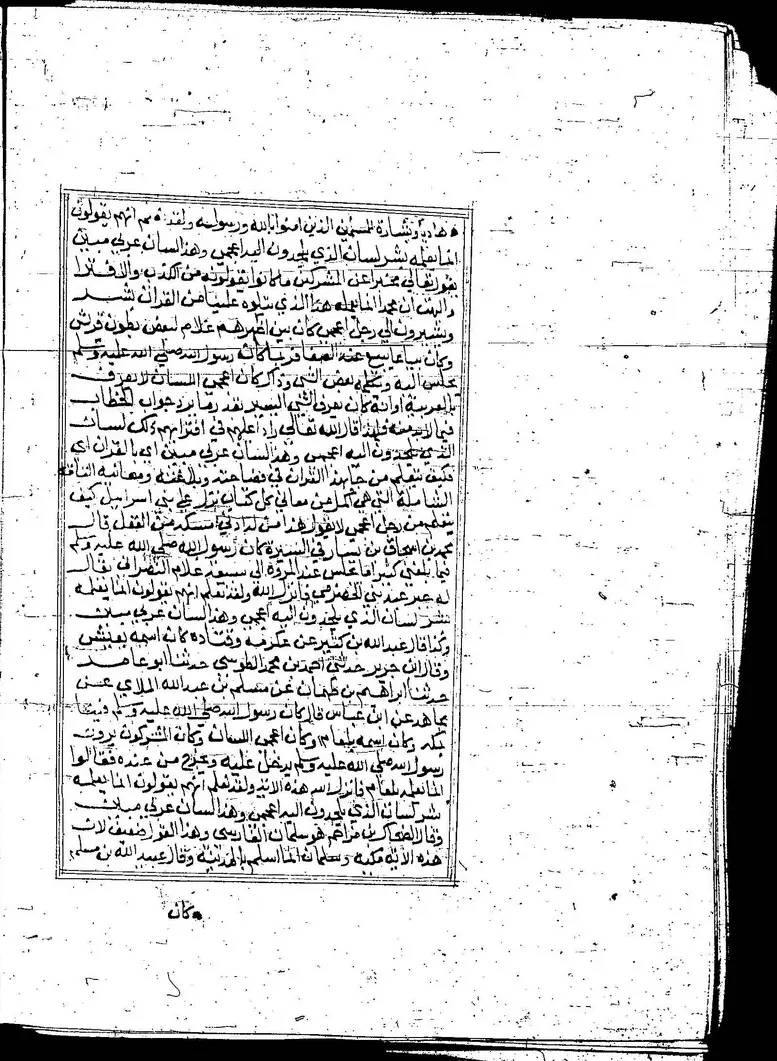 هاديا وبشارة للمسلمين الذين امنوا بالله ورسوله ولقد نعلم انهم يقولون
انما يعلمه بشر لسان الذي يلحدون اليه اعجمي وهذا لسان عربي مبين
يقول تعالى مخبرا عن المشركين ما كانوا يقولونه من الكذب والافترا
والبهت ان محمدا انما يعلمه هذا الذي يتلوه علينا من القران بشر
ويشيرون الى رجل اعجمي كان بين اظهرهم غلام لبعض بطون قريش
وكان بياعا يبيع عند الصفا فربما كان رسول الله صلى الله عليه وسلم
يجلس اليه ويكلمه بعض الشي وذاك كان اعجمي اللسان لا يعرف
بالعربية او انه كان يعرف الشي اليسير بقدر ما يرد جواب الخطاب
فيما لابد منه فلهذا قال الله تعالى رادا عليهم في افترائهم ذلك لسان
الذي يلحدون اليه اعجمي وهذا لسان عربي مبين اي القران اي
فكيف يتعلم من جا بهذا القران في فصاحته وبلاغته ومعانيه التامة
الشاملة التي هي اكمل من معاني كل كتاب نزل على بني اسرايل كيف
يتعلم من رجل اعجمي لا يقول هذا من له ادنى مسكة من العقل قال
محمد بن اسحاق بن يسار في السيرة كان رسول الله صلى الله عليه وسلم
فيما بلغني كثيرا ما يجلس عند المروة الى سبيعة غلام النصراني يقال
له جبر عبد بني الحضرمي فانزل الله ولقد نعلم انهم يقولون انما يعلمه
بشر لسان الذي يلحدون اليه اعجمي وهذا لسان عربي مبين
وكذا قال عبد الله بن كثير عن عكرمة وقتادة كان اسمه يعيش
وقال ابن جرير حدثني احمد بن محمد الطوسي حدثنا ابو عامر
حدثنا ابراهيم بن طهمان عن مسلم بن عبد الله الملاي عن
مجاهد عن ابن عباس قال كان رسول الله صلى الله عليه وسلم فينا
بمكة وكان اسمه بلعام وكان اعجمي اللسان وكان المشركون يرون
رسول الله صلى الله عليه وسلم يدخل عليه ويخرج من عنده فقالوا
انما يعلمه بلعام فانزل الله هذه الاية ولقد نعلم انهم يقولون انما يعلمه
بشر لسان الذي يلحدون اليه اعجمي وهذا لسان عربي مبين
وقال الضحاك بن مزاحم هو سلمان الفارسي وهذا القول ضعيف لان
هذه الاية مكية وسلمان انما اسلم بالمدينة وقال عبيد الله بن مسلم
كان